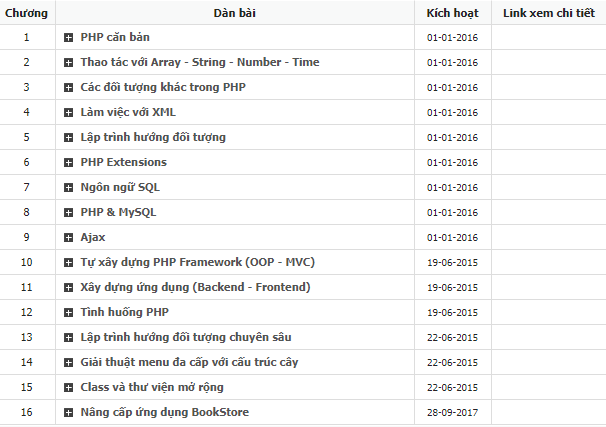 Chương Dàn bài Kích hoạt Link xem chi tiết
1 PHP căn bản 01-01-2016
2 Thao tác với Array - String - Number - Time 01-01-2016
3 Các đối tượng khác trong PHP 01-01-2016
4 Làm việc với XML 01-01-2016
5 Lập trình hướng đối tượng 01-01-2016
6 PHP Extensions 01-01-2016
7 Ngôn ngữ SQL 01-01-2016
8 PHP & MySQL 01-01-2016
9 Ajax 01-01-2016
10 Tự xây dựng PHP Framework (OOP - MVC) 19-06-2015
11 Xây dựng ứng dụng (Backend - Frontend) 19-06-2015
12 Tình huống PHP 19-06-2015
13 Lập trình hướng đối tượng chuyên sâu 22-06-2015
14 Giải thuật menu đa cấp với cấu trúc cây 22-06-2015
15 Class và thư viện mở rộng 22-06-2015
16 Nâng cấp ứng dụng BookStore 28-09-2017